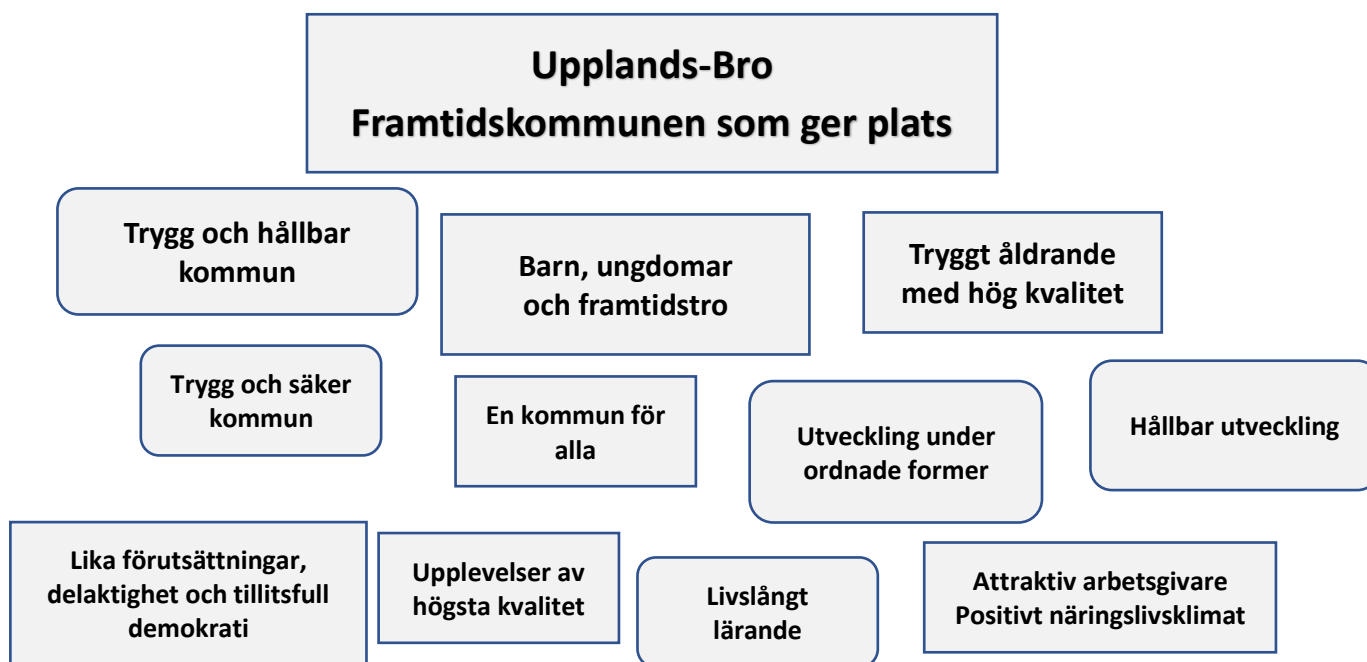 Upplands-Bro
Framtidskommunen som ger plats
Trygg och hållbar
kommun
Barn, ungdomar
och framtidstro
Tryggt åldrande
med hög kvalitet
Trygg och säker
kommun
En kommun för
alla
Utveckling under
ordnade former
Hållbar utveckling
Lika förutsättningar,
delaktighet och tillitsfull
demokrati
Upplevelser av
högsta kvalitet
Livslångt
lärande
Attraktiv arbetsgivare
Positivt näringslivsklimat